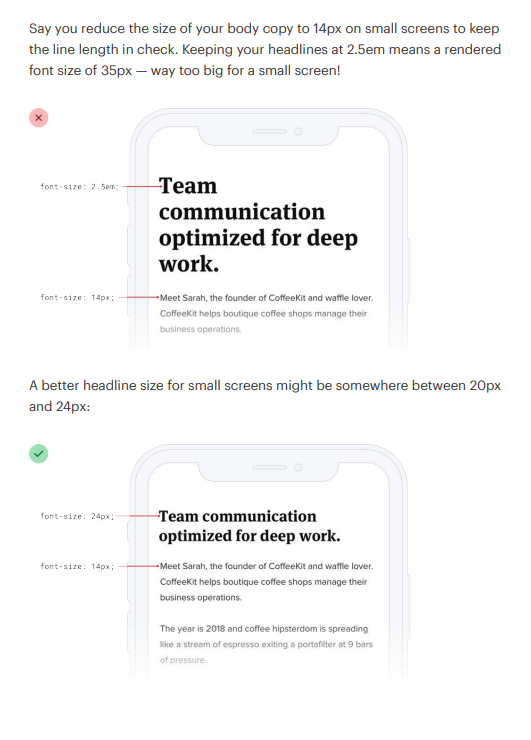 Say you reduce the size of your body copy to 14px on small screens to keep
the line length in check. Keeping your headlines at 2.5em means a rendered
font size of 35px — way too big for a small screen!
font-size: 2.5em;
Team
communication
optimized for deep
work.
font-size: 14px;
Meet Sarah, the founder of CoffeeKit and waffle lover.
CoffeeKit helps boutique coffee shops manage their
business operations.
A better headline size for small screens might be somewhere between 20px
and 24px:
font-size: 24px;
Team communication
optimized for deep work.
font-size: 14px;
Meet Sarah, the founder of CoffeeKit and waffle lover.
CoffeeKit helps boutique coffee shops manage their
business operations.
The year is 2018 and coffee hipsterdom is spreading
like a stream of espresso exiting a portafilter at 9 bars
of pressure.